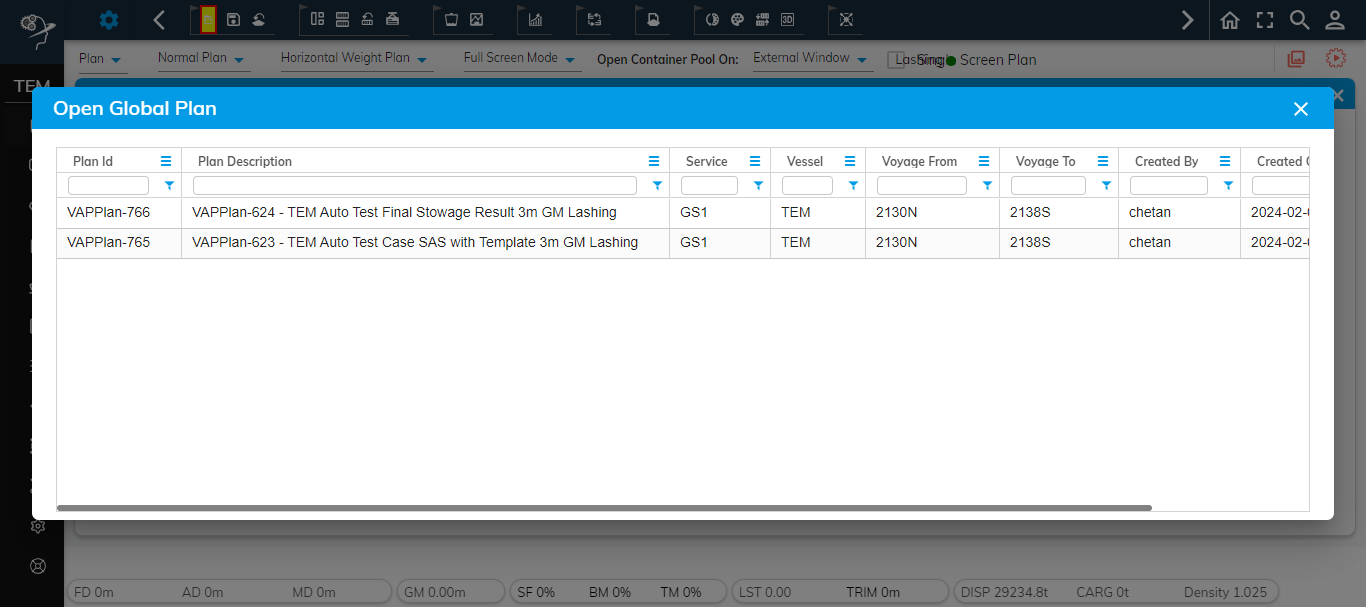 Plan
Normal Plan
Horizontal Weight Plan
Full Screen Mode
Open Container Pool On:
External Window
Lashing
Screen Plan
TEM
Open Global Plan
Plan Id
Plan Description
Service
Vessel
Voyage From
Voyage To
Created By
Created
VAPPlan-766
VAPPlan-624 - TEM Auto Test Final Stowage Result 3m GM Lashing
GS1
TEM
2130N
2138S
chetan
2024-02-
VAPPlan-765
VAPPlan-623 - TEM Auto Test Case SAS with Template 3m GM Lashing
GS1
TEM
2130N
2138S
chetan
2024-02-
FD 0m
AD 0m
MD 0m
GM 0.00m
SF 0%
BM 0%
TM 0%
LST 0.00
TRIM 0m
DISP 29234.8t
CARG 0t
Density 1.025